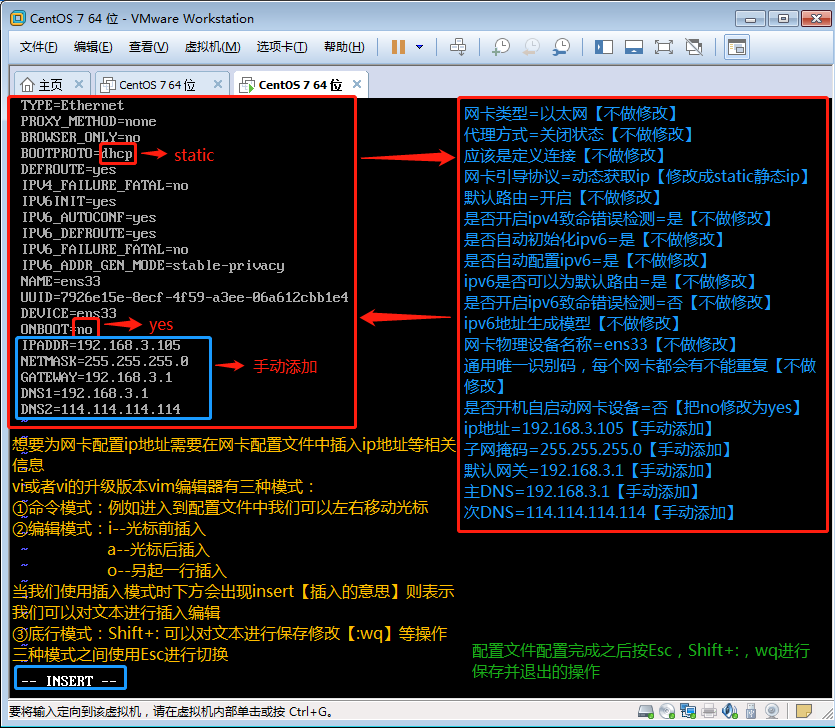 CentOS 7 64 位 - VMware Workstation
文件(F) 编辑(E) 查看(V) 虚拟机(M) 选项卡(T) 帮助(H)
主页 CentOS 7 64 位 CentOS 7 64 位
TYPE=Ethernet
PROXY_METHOD=none
BROWSER_ONLY=no
BOOTPROTO=dhcp static
DEFROUTE=yes
IPV4_FAILURE_FATAL=no
IPV6INIT=yes
IPV6_AUTOCONF=yes
IPV6_DEFROUTE=yes
IPV6_FAILURE_FATAL=no
IPV6_ADDR_GEN_MODE=stable-privacy
NAME=ens33
UUID=7926e15e-8ecf-4f59-a3ee-06a612cbb1e4
DEVICE=ens33
ONBOOT=no yes
IPADDR=192.168.3.105
NETMASK=255.255.255.0
GATEWAY=192.168.3.1
DNS1=192.168.3.1
DNS2=114.114.114.114
手动添加
网卡类型=以太网【不做修改】
代理方式=关闭状态【不做修改】
应该是定义连接【不做修改】
网卡引导协议=动态获取ip【修改成static静态ip】
默认路由=开启【不做修改】
是否开启ipv4致命错误检测=是【不做修改】
是否自动初始化ipv6=是【不做修改】
是否自动配置ipv6=是【不做修改】
ipv6是否可以为默认路由=是【不做修改】
是否开启ipv6致命错误检测=否【不做修改】
ipv6地址生成模型【不做修改】
网卡物理设备名称=ens33【不做修改】
通用唯一识别码，每个网卡都会有不能重复【不做
修改】
是否开机自启动网卡设备=否【把no修改为yes】
ip地址=192.168.3.105【手动添加】
子网掩码=255.255.255.0【手动添加】
默认网关=192.168.3.1【手动添加】
主DNS=192.168.3.1【手动添加】
次DNS=114.114.114.114【手动添加】
想要为网卡配置ip地址需要在网卡配置文件中插入ip地址等相关
信息
vi或者vi的升级版本vim编辑器有三种模式：
①命令模式：例如进入到配置文件中我们可以左右移动光标
②编辑模式：i--光标前插入
~ a--光标后插入
~ o--另起一行插入
当我们使用插入模式时下方会出现insert【插入的意思】则表示
我们可以对文本进行插入编辑
③底行模式：Shift+: 可以对文本进行保存修改【:wq】等操作
三种模式之间使用Esc进行切换
-- INSERT --
配置文件配置完成之后按Esc，Shift+:，wq进行
保存并退出的操作
要将输入定向到该虚拟机，请在虚拟机内部单击或按 Ctrl+G。